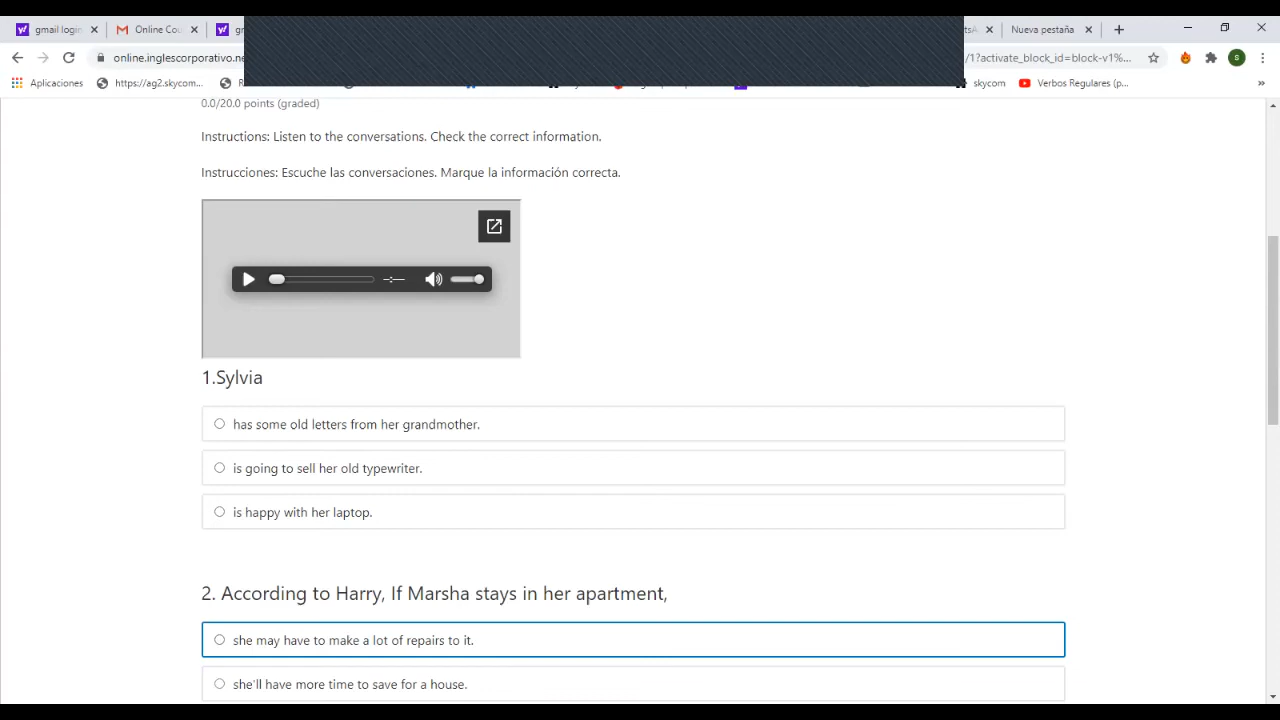 gmail login
Online Cou
Nueva pestaña
online.inglescorporativo.ne
/1?activate_block_id=block-v1%...
S
Aplicaciones
https://ag2.skycom...
skycom
Verbos Regulares (p...
»
0.0/20.0 points (graded)
Instructions: Listen to the conversations. Check the correct information.
Instrucciones: Escuche las conversaciones. Marque la información correcta.
--:--
1.Sylvia
has some old letters from her grandmother.
is going to sell her old typewriter.
is happy with her laptop.
2. According to Harry, If Marsha stays in her apartment,
she may have to make a lot of repairs to it.
she'll have more time to save for a house.